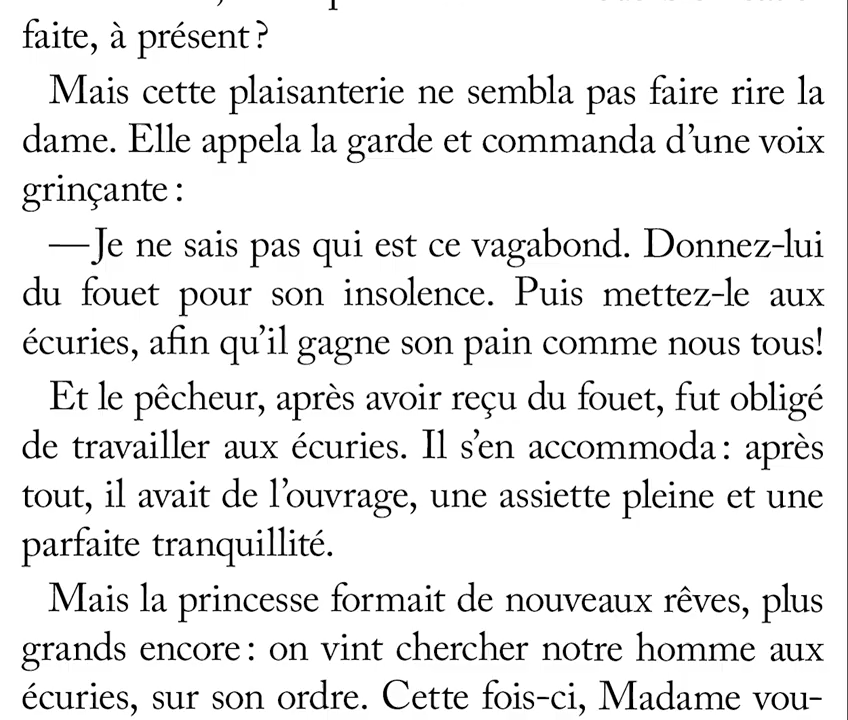 faite, à présent ?
Mais cette plaisanterie ne sembla pas faire rire la
dame. Elle appela la garde et commanda d’une voix
grinçante :
—Je ne sais pas qui est ce vagabond. Donnez-lui
du fouet pour son insolence. Puis mettez-le aux
écuries, afin qu’il gagne son pain comme nous tous!
Et le pêcheur, après avoir reçu du fouet, fut obligé
de travailler aux écuries. Il s’en accommoda : après
tout, il avait de l’ouvrage, une assiette pleine et une
parfaite tranquillité.
Mais la princesse formait de nouveaux rêves, plus
grands encore : on vint chercher notre homme aux
écuries, sur son ordre. Cette fois-ci, Madame vou-